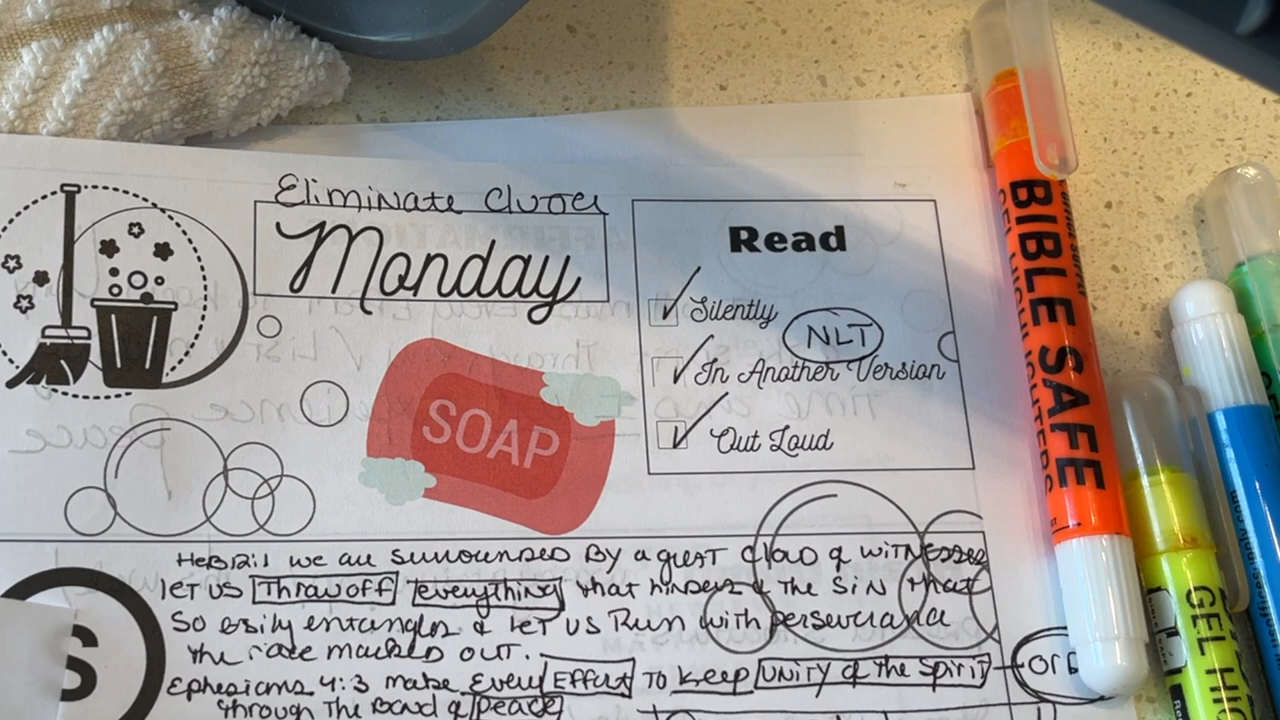 Eliminate Clutter
Monday
Read
Silently
NLT
In Another Version
Out Loud
SOAP
Heb 12:1 we are surrounded by a great cloud of witnesses
let us Throw off everything that hinders & the sin that
so easily entangles & let us Run with perseverance
the race marked out.
Ephesians 4:3 make Every Effort to keep unity of the Spirit
through the Bond of peace
S
BIBLE SAFE
GEL HIGHLIGHTERS
GEL HIG